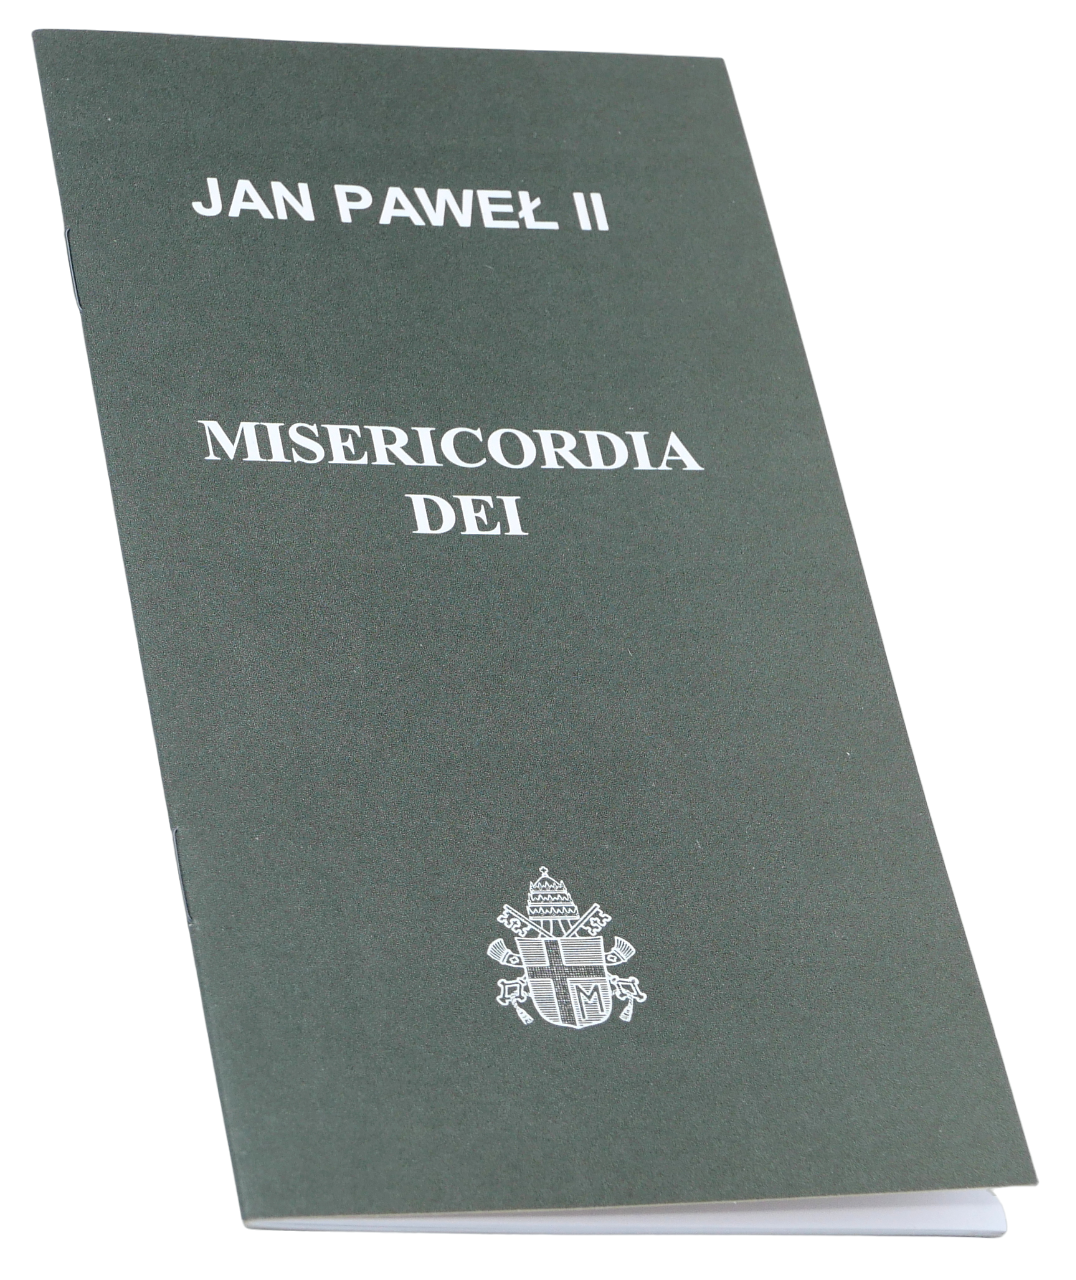 JAN PAWEŁ II
MISERICORDIA
DEI
M